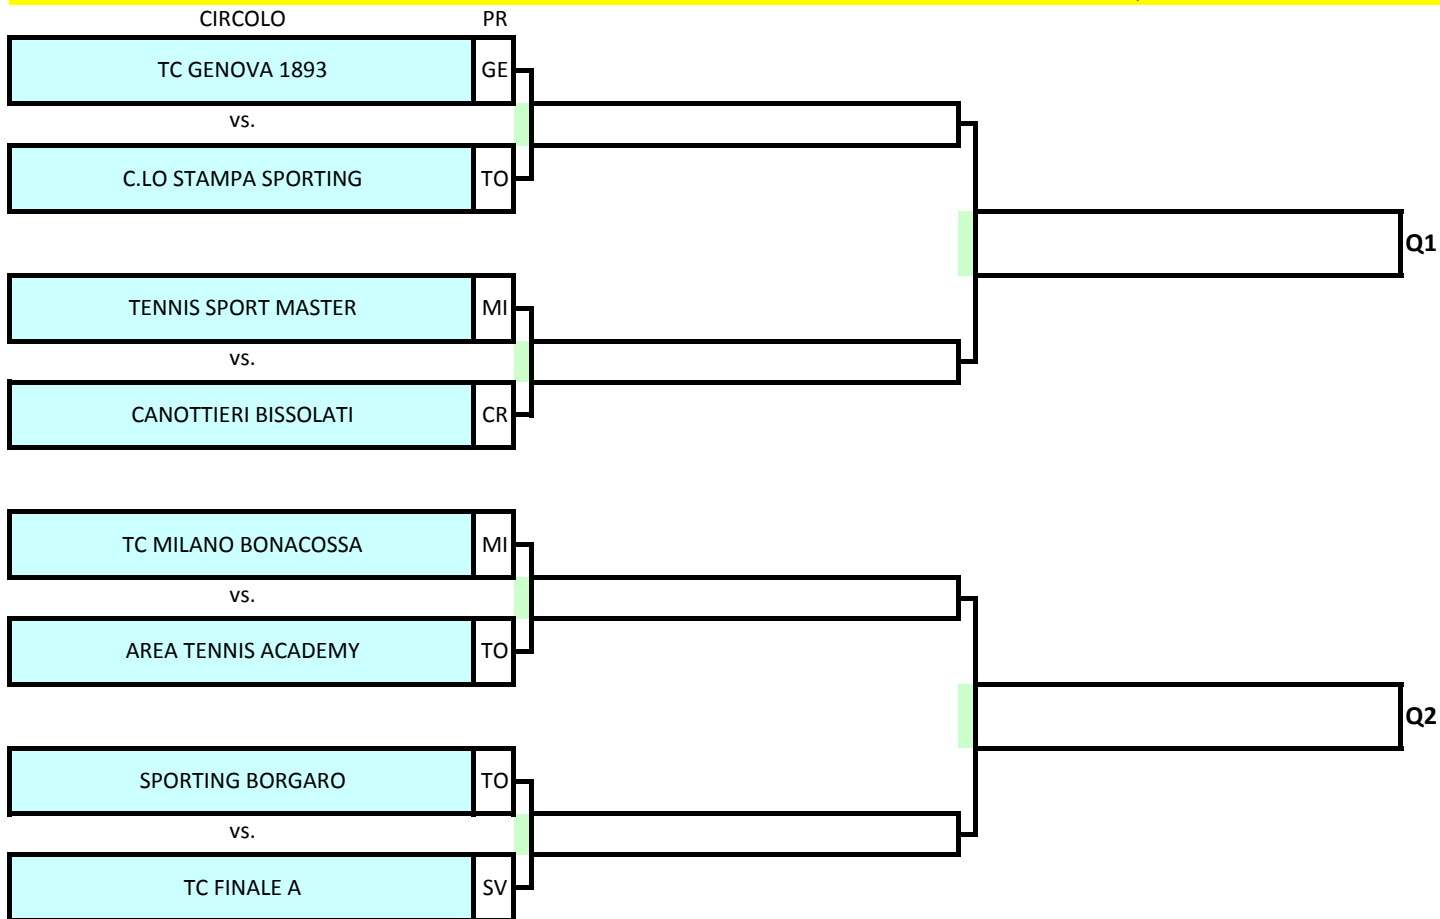 CIRCOLO PR
TC GENOVA 1893 GE
vs.
C.LO STAMPA SPORTING TO
Q1
TENNIS SPORT MASTER MI
vs.
CANOTTIERI BISSOLATI CR
TC MILANO BONACOSSA MI
vs.
AREA TENNIS ACADEMY TO
Q2
SPORTING BORGARO TO
vs.
TC FINALE A SV